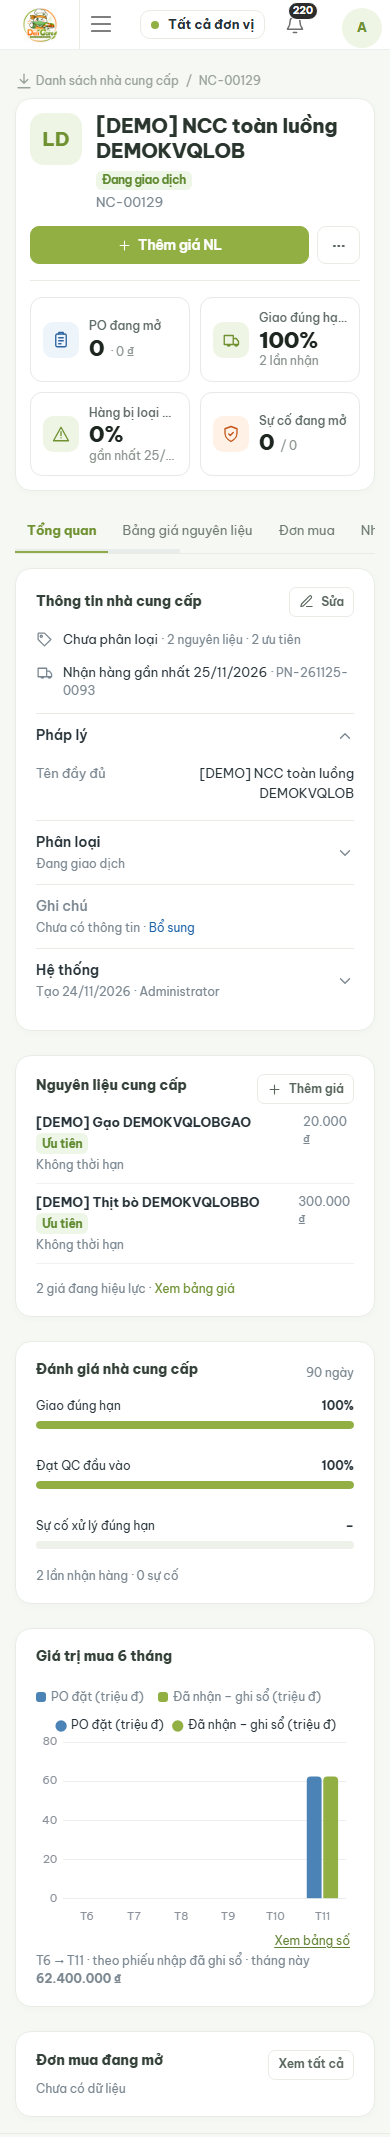 Tất cả đơn vị
220
A
Danh sách nhà cung cấp / NC-00129
LD
[DEMO] NCC toàn luồng
DEMOKVQLOB
Đang giao dịch
NC-00129
+ Thêm giá NL
...
PO đang mở
0 · 0 đ
Giao đúng hạ...
100%
2 lần nhận
Hàng bị loại ...
0%
gần nhất 25/...
Sự cố đang mở
0 / 0
Tổng quan
Bảng giá nguyên liệu
Đơn mua
Nh
Thông tin nhà cung cấp
Sửa
Chưa phân loại · 2 nguyên liệu · 2 ưu tiên
Nhận hàng gần nhất 25/11/2026 · PN-261125-
0093
Pháp lý
Tên đầy đủ
[DEMO] NCC toàn luồng
DEMOKVQLOB
Phân loại
Đang giao dịch
Ghi chú
Chưa có thông tin · Bổ sung
Hệ thống
Tạo 24/11/2026 · Administrator
Nguyên liệu cung cấp
+ Thêm giá
[DEMO] Gạo DEMOKVQLOBGAO
20.000
đ
Ưu tiên
Không thời hạn
[DEMO] Thịt bò DEMOKVQLOBBO
300.000
đ
Ưu tiên
Không thời hạn
2 giá đang hiệu lực · Xem bảng giá
Đánh giá nhà cung cấp
90 ngày
Giao đúng hạn
100%
Đạt QC đầu vào
100%
Sự cố xử lý đúng hạn
–
2 lần nhận hàng · 0 sự cố
Giá trị mua 6 tháng
PO đặt (triệu đ)
Đã nhận – ghi sổ (triệu đ)
PO đặt (triệu đ)
Đã nhận – ghi sổ (triệu đ)
80
60
40
20
0
T6 T7 T8 T9 T10 T11
Xem bảng số
T6 → T11 · theo phiếu nhập đã ghi sổ · tháng này
62.400.000 đ
Đơn mua đang mở
Xem tất cả
Chưa có dữ liệu